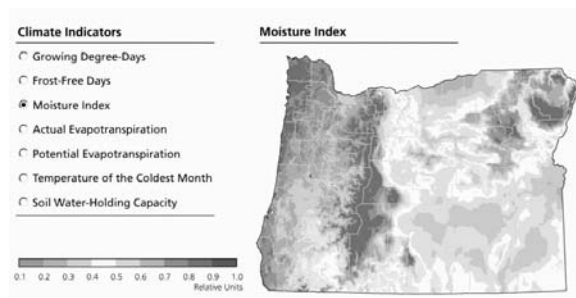 Climate Indicators
Growing Degree-Days
Frost-Free Days
Moisture Index
Actual Evapotranspiration
Potential Evapotranspiration
Temperature of the Coldest Month
Soil Water-Holding Capacity
0.1 0.2 0.3 0.4 0.5 0.6 0.7 0.8 0.9 1.0
Relative Units
Moisture Index